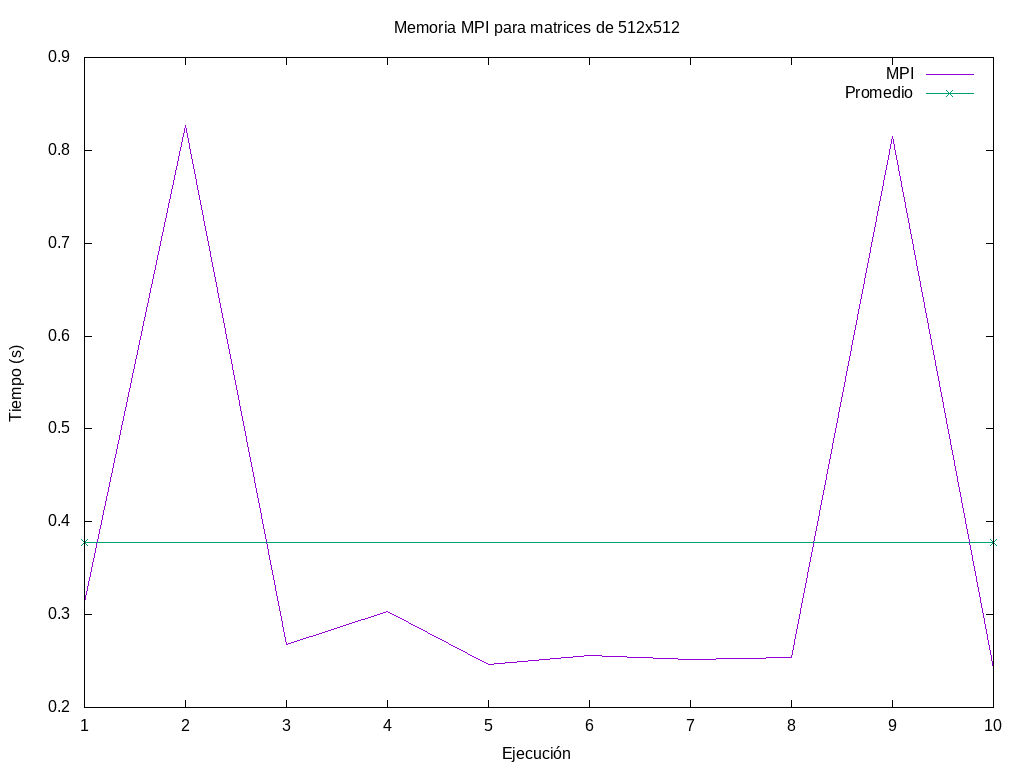 Memoria MPI para matrices de 512x512
0.9
MPI
Promedio
0.8
0.7
0.6
Tiempo (s)
0.5
0.4
0.3
0.2
1 2 3 4 5 6 7 8 9 10
Ejecución